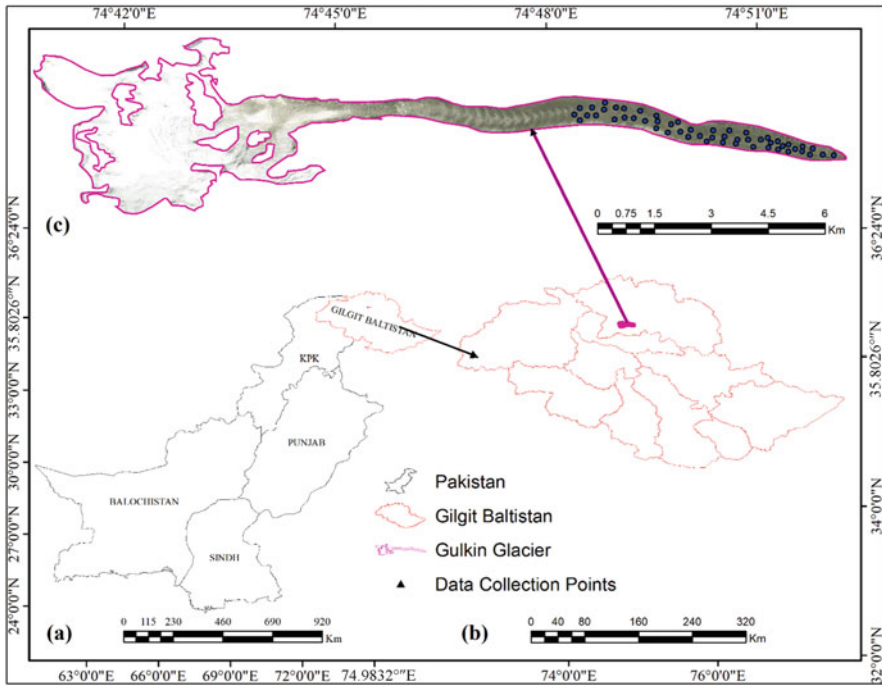 74°42'0"E 74°45'0"E 74°48'0"E 74°51'0"E
(c)
0 0.75 1.5 3 4.5 6
Km
36°24'0"N
35.8026°'"N
33°0'0"N
30°0'0"N
27°0'0"N
24°0'0"N
36°24'0"N
35.8026°'"N
34°0'0"N
32°0'0"N
GILGIT BALTISTAN
KPK
PUNJAB
BALOCHISTAN
SINDH
Pakistan
Gilgit Baltistan
Gulkin Glacier
Data Collection Points
(a)
0 115 230 460 690 920
Km
(b)
0 40 80 160 240 320
Km
63°0'0"E 66°0'0"E 69°0'0"E 72°0'0"E 74.9832°'"E 74°0'0"E 76°0'0"E